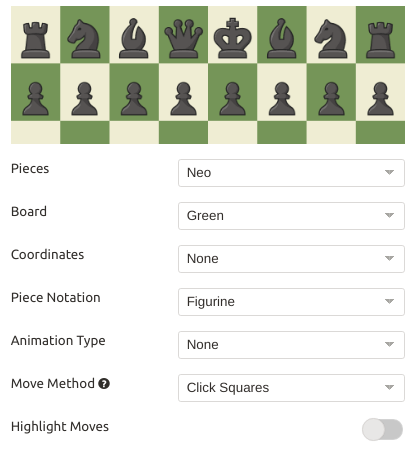 Pieces Neo
Board Green
Coordinates None
Piece Notation Figurine
Animation Type None
Move Method ? Click Squares
Highlight Moves